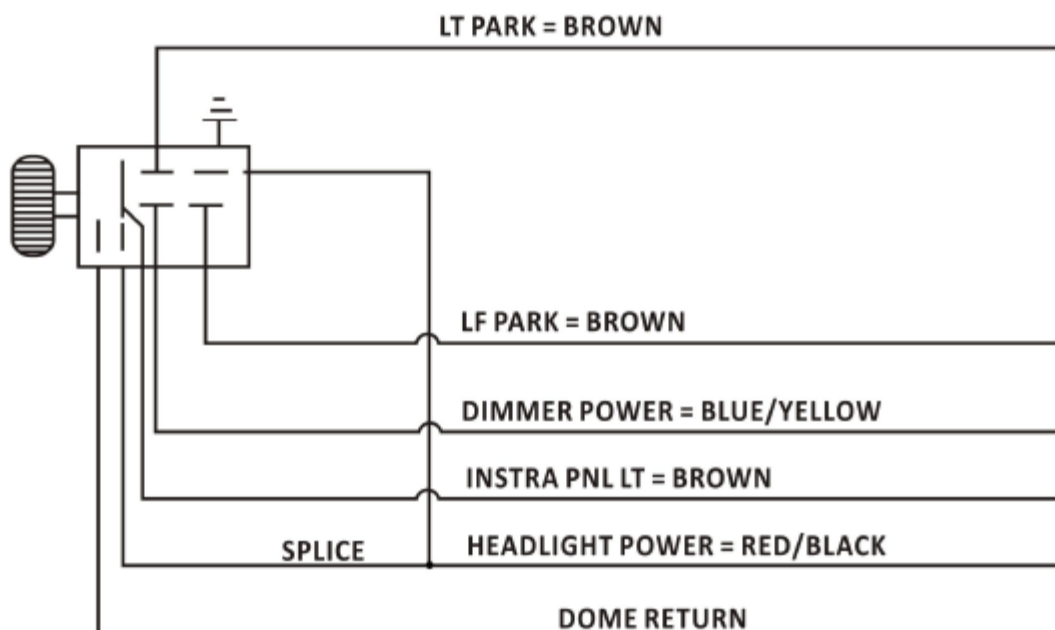 LT PARK = BROWN
LF PARK = BROWN
DIMMER POWER = BLUE/YELLOW
INSTRA PNL LT = BROWN
SPLICE
HEADLIGHT POWER = RED/BLACK
DOME RETURN